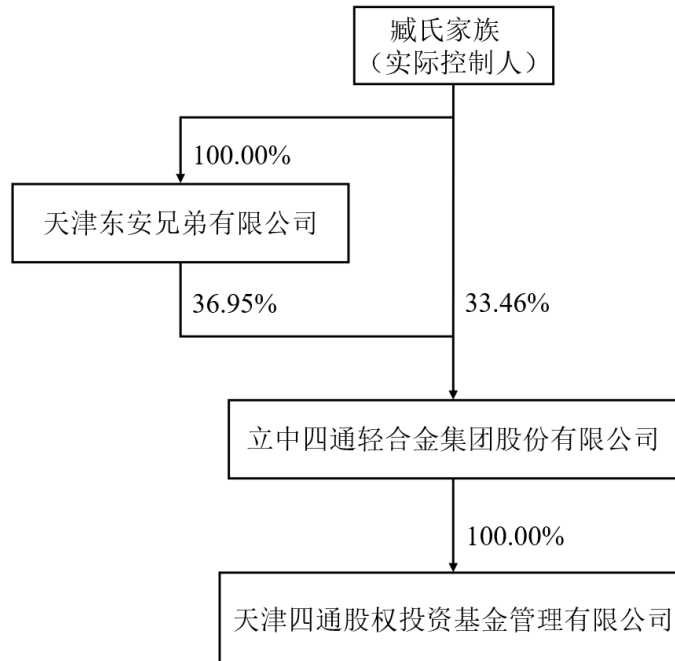 臧氏家族
（实际控制人）
100.00%
天津东安兄弟有限公司
36.95%
33.46%
立中四通轻合金集团股份有限公司
100.00%
天津四通股权投资基金管理有限公司